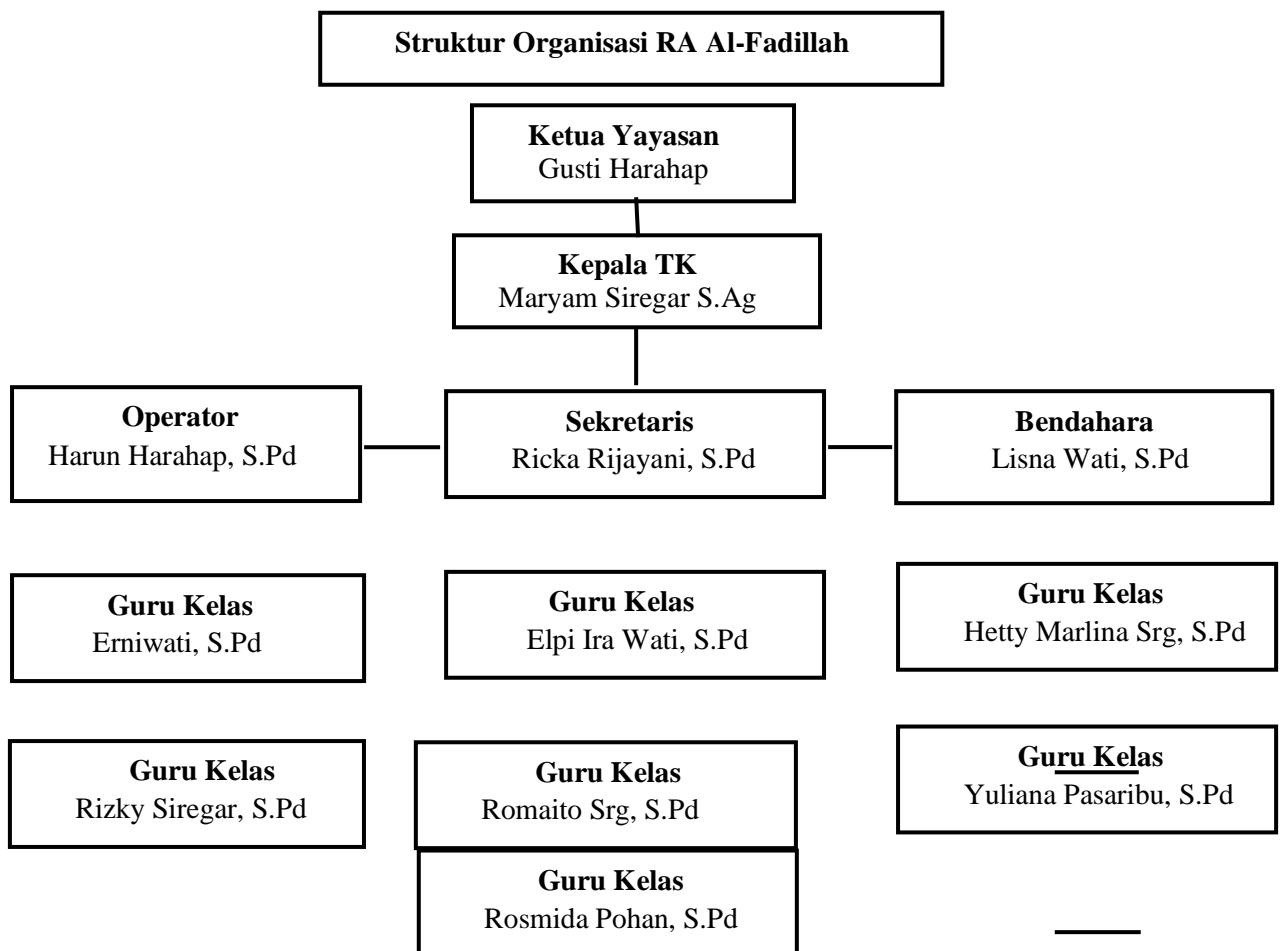 Struktur Organisasi RA Al-Fadillah
Ketua Yayasan
Gusti Harahap
Kepala TK
Maryam Siregar S.Ag
Operator
Harun Harahap, S.Pd
Sekretaris
Ricka Rijayani, S.Pd
Bendahara
Lisna Wati, S.Pd
Guru Kelas
Erniwati, S.Pd
Guru Kelas
Elpi Ira Wati, S.Pd
Guru Kelas
Hetty Marlina Srg, S.Pd
Guru Kelas
Rizky Siregar, S.Pd
Guru Kelas
Romaito Srg, S.Pd
Guru Kelas
Yuliana Pasaribu, S.Pd
Guru Kelas
Rosmida Pohan, S.Pd